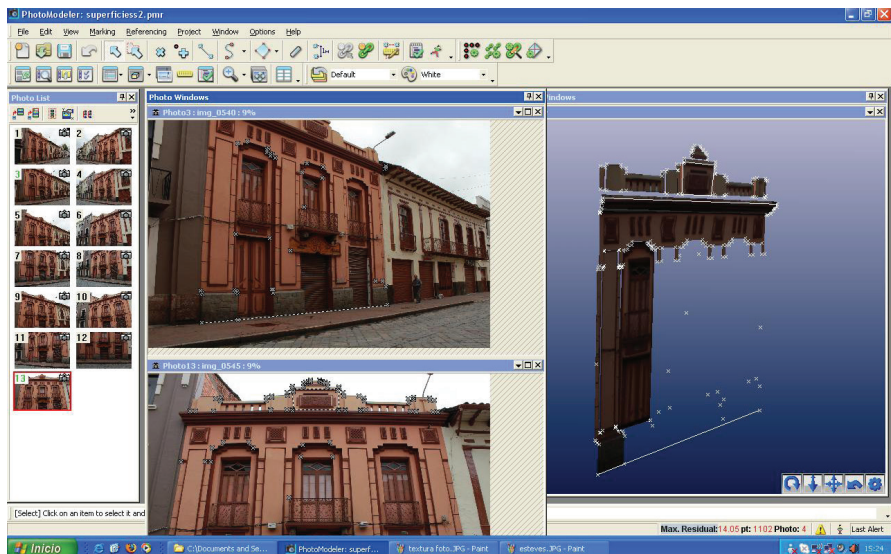 PhotoModeler: superficiess2.pmr
File Edit View Marking Referencing Project Window Options Help
Default White
Photo List
Photo Windows
indows
Photo3 : img_0540 : 9%
1 2
3 4
5 6
7 8
9 10
11 12
13
Photo13 : img_0545 : 9%
[Select] Click on an item to select it and
Max. Residual: 14.05 pt: 1102 Photo: 4 Last Alert
Inicio C:\Documents and Se... PhotoModeler: superf... textura foto.JPG - Paint esteves.JPG - Paint 15:24